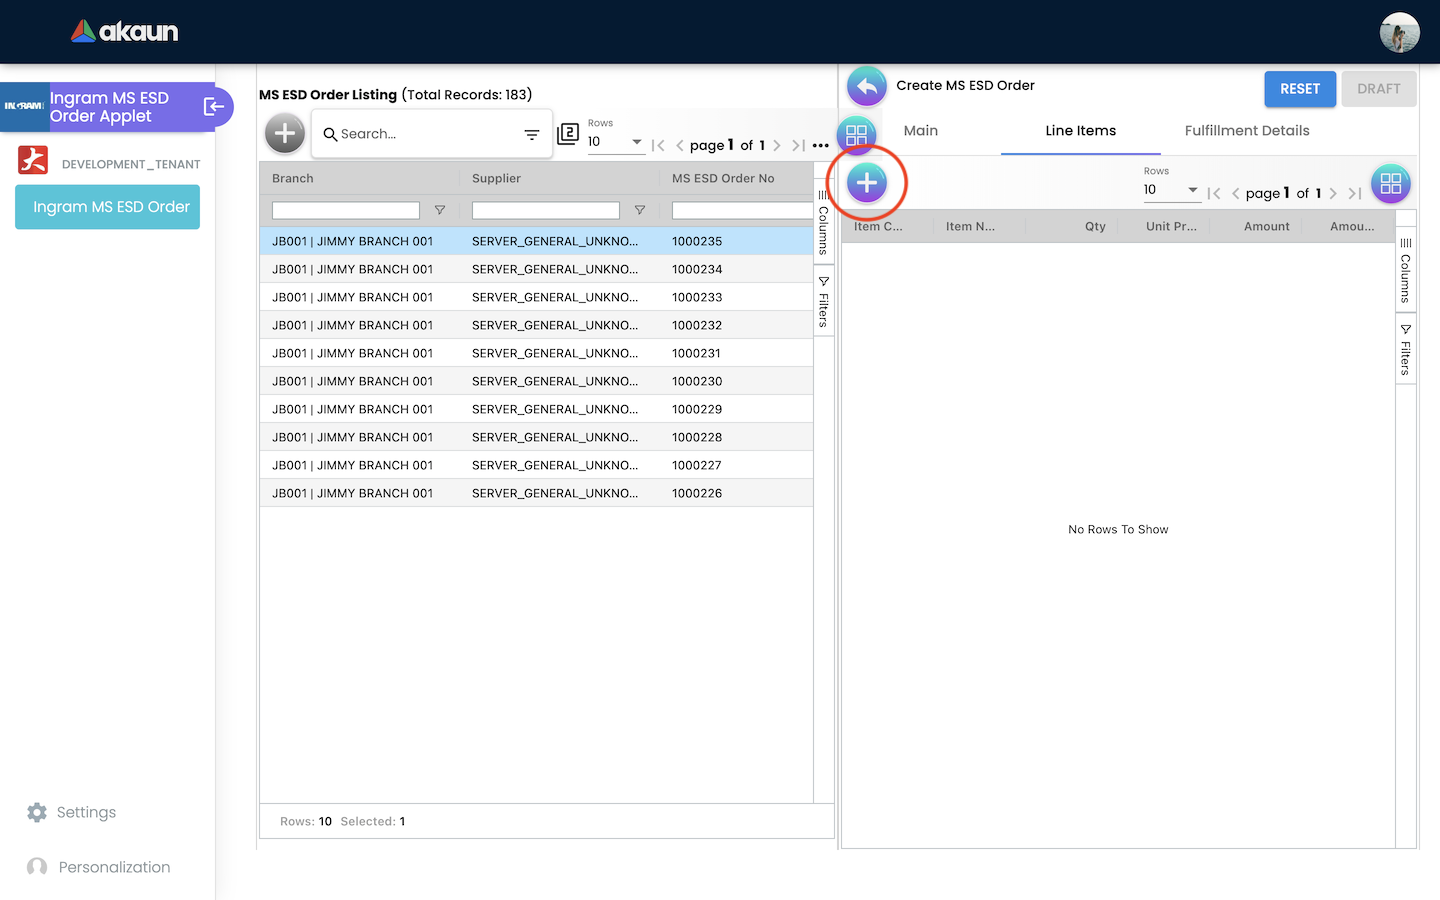 akaun
INGRAM
Ingram MS ESD
Order Applet
DEVELOPMENT_TENANT
Ingram MS ESD Order
Settings
Personalization
MS ESD Order Listing (Total Records: 183)
Search...
2
Rows
10
page 1 of 1
Branch Supplier MS ESD Order No
JB001 | JIMMY BRANCH 001 SERVER_GENERAL_UNKNO... 1000235
JB001 | JIMMY BRANCH 001 SERVER_GENERAL_UNKNO... 1000234
JB001 | JIMMY BRANCH 001 SERVER_GENERAL_UNKNO... 1000233
JB001 | JIMMY BRANCH 001 SERVER_GENERAL_UNKNO... 1000232
JB001 | JIMMY BRANCH 001 SERVER_GENERAL_UNKNO... 1000231
JB001 | JIMMY BRANCH 001 SERVER_GENERAL_UNKNO... 1000230
JB001 | JIMMY BRANCH 001 SERVER_GENERAL_UNKNO... 1000229
JB001 | JIMMY BRANCH 001 SERVER_GENERAL_UNKNO... 1000228
JB001 | JIMMY BRANCH 001 SERVER_GENERAL_UNKNO... 1000227
JB001 | JIMMY BRANCH 001 SERVER_GENERAL_UNKNO... 1000226
Columns
Filters
Rows: 10 Selected: 1
Create MS ESD Order
RESET
DRAFT
Main
Line Items
Fulfillment Details
Rows
10
page 1 of 1
Item C... Item N... Qty Unit Pr... Amount Amou...
Columns
Filters
No Rows To Show